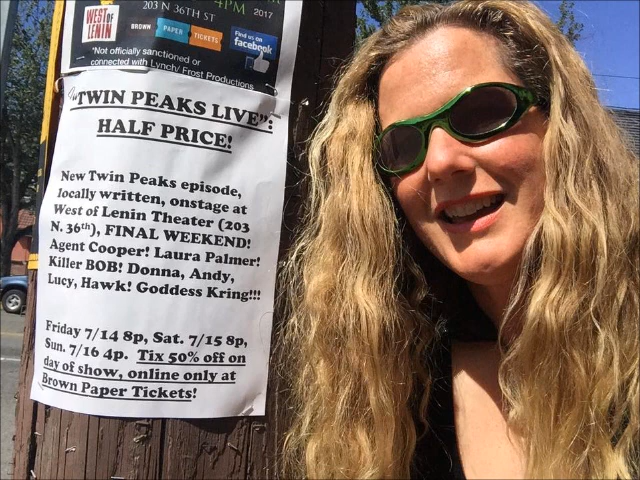 4PM
203 N 36TH ST 2017
WEST OF LENIN
BROWN PAPER TICKETS
Find us on facebook
*Not officially sanctioned or
connected with Lynch/ Frost Productions
"TWIN PEAKS LIVE":
HALF PRICE!
New Twin Peaks episode,
locally written, onstage at
West of Lenin Theater (203
N. 36th), FINAL WEEKEND!
Agent Cooper! Laura Palmer!
Killer BOB! Donna, Andy,
Lucy, Hawk! Goddess Kring!!!
Friday 7/14 8p, Sat. 7/15 8p,
Sun. 7/16 4p. Tix 50% off on
day of show, online only at
Brown Paper Tickets!